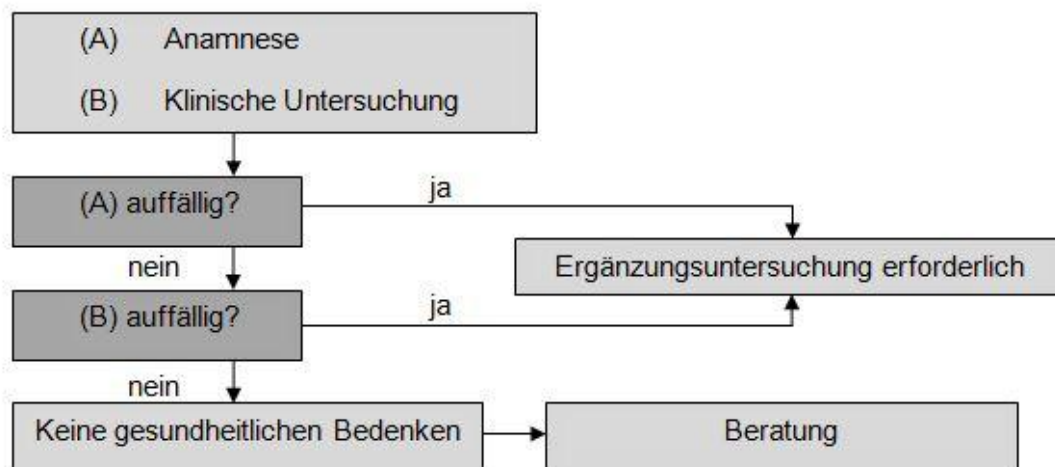 (A) Anamnese
(B) Klinische Untersuchung
(A) auffällig?
ja
nein
Ergänzungsuntersuchung erforderlich
(B) auffällig?
ja
nein
Keine gesundheitlichen Bedenken
Beratung